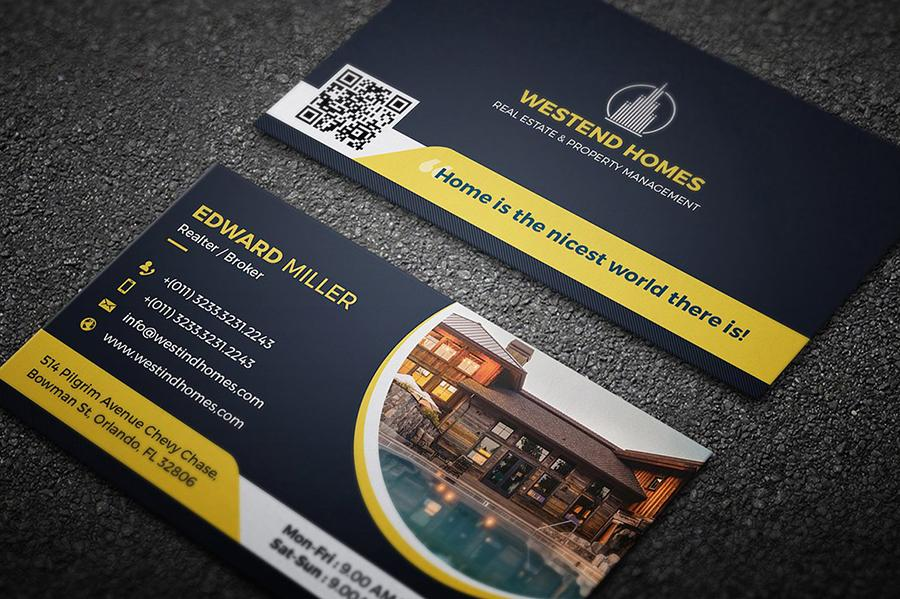 WESTEND HOMES
REAL ESTATE & PROPERTY MANAGEMENT
“Home is the nicest world there is!
EDWARD MILLER
Realter / Broker
+(011) 3233.3231.2243
+(011) 3233.3231.2243
info@westindhomes.com
www.westindhomes.com
514 Pilgrim Avenue Chevy Chase,
Bowman St, Orlando, FL 32806
Mon-Fri : 9.00 AM
Sat-Sun : 9.00